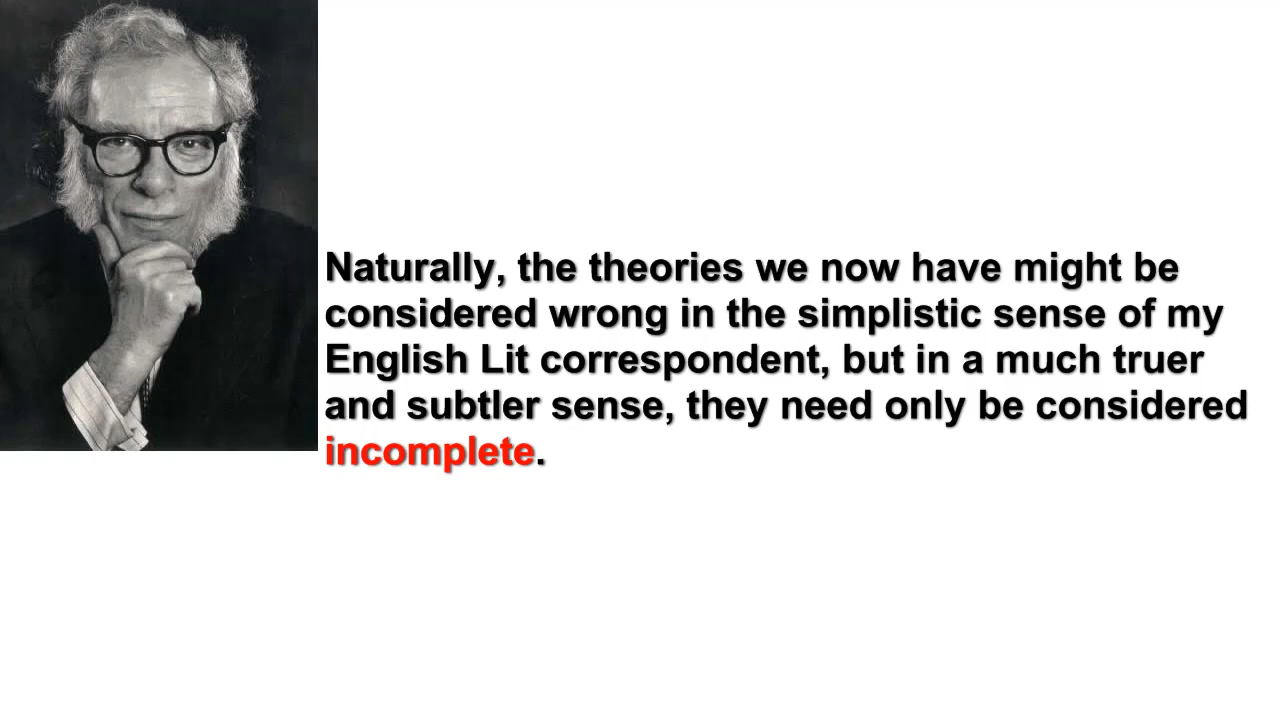 Naturally, the theories we now have might be
considered wrong in the simplistic sense of my
English Lit correspondent, but in a much truer
and subtler sense, they need only be considered
incomplete.